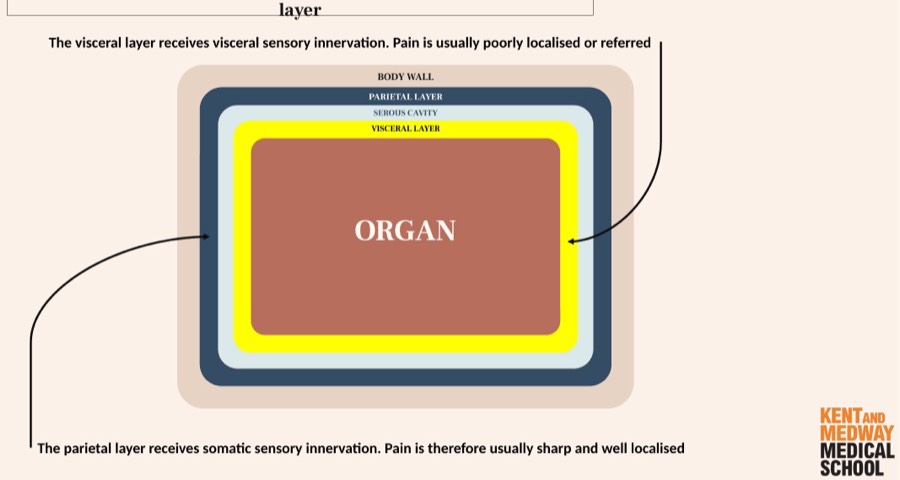 layer
The visceral layer receives visceral sensory innervation. Pain is usually poorly localised or referred
BODY WALL
PARIETAL LAYER
SEROUS CAVITY
VISCERAL LAYER
ORGAN
The parietal layer receives somatic sensory innervation. Pain is therefore usually sharp and well localised
KENT AND
MEDWAY
MEDICAL
SCHOOL